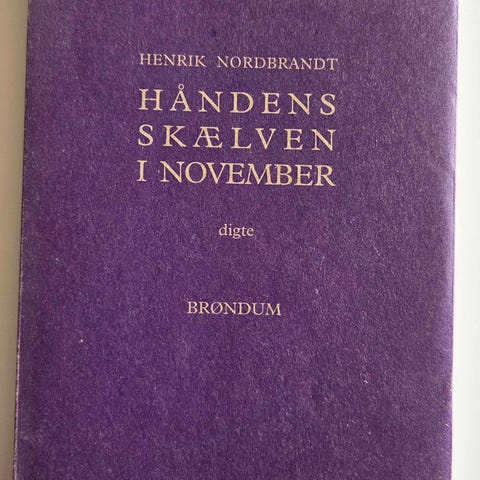 HENRIK NORDBRANDT
HÅNDENS
SKÆLVEN
I NOVEMBER
digte
BRØNDUM